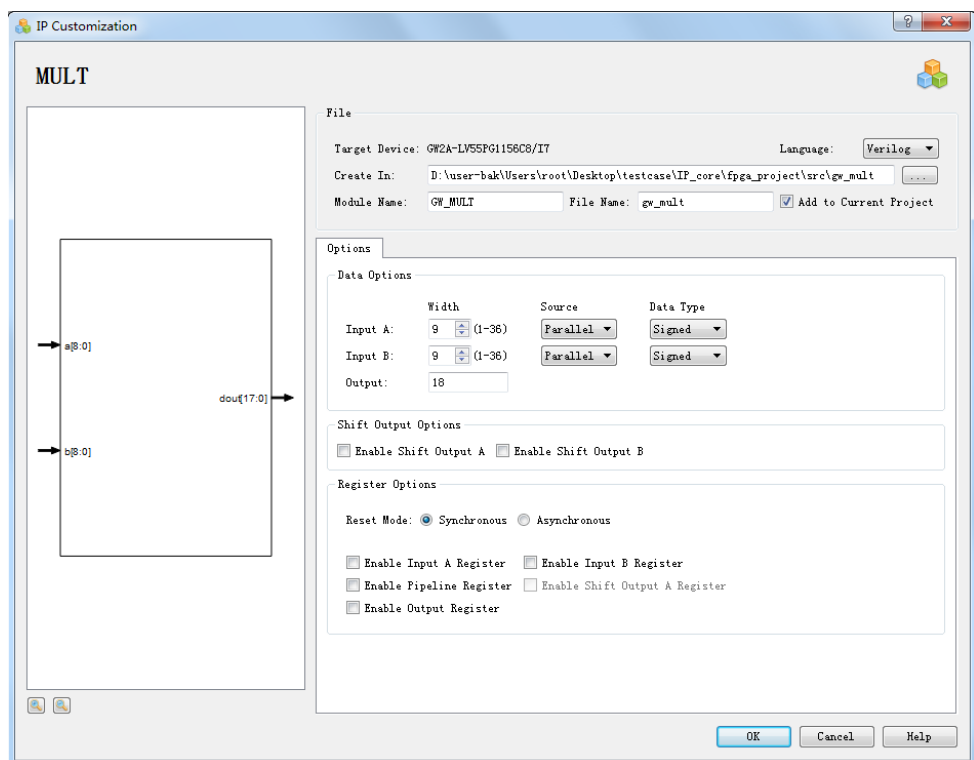 IP Customization
MULT
File
Target Device: GW2A-LV55PG1156C8/I7 Language: Verilog
Create In: D:\user-bak\Users\root\Desktop\testcase\IP_core\fpga_project\src\gw_mult ...
Module Name: GW_MULT File Name: gw_mult Add to Current Project
Options
Data Options
Width Source Data Type
Input A: 9 (1-36) Parallel Signed
Input B: 9 (1-36) Parallel Signed
Output: 18
Shift Output Options
Enable Shift Output A Enable Shift Output B
Register Options
Reset Mode: Synchronous Asynchronous
Enable Input A Register Enable Input B Register
Enable Pipeline Register Enable Shift Output A Register
Enable Output Register
a[8:0]
dout[17:0]
b[8:0]
OK Cancel Help